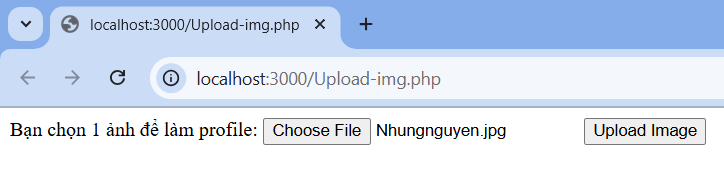 localhost:3000/Upload-img.php
localhost:3000/Upload-img.php
Bạn chọn 1 ảnh để làm profile: Choose File Nhungnguyen.jpg Upload Image